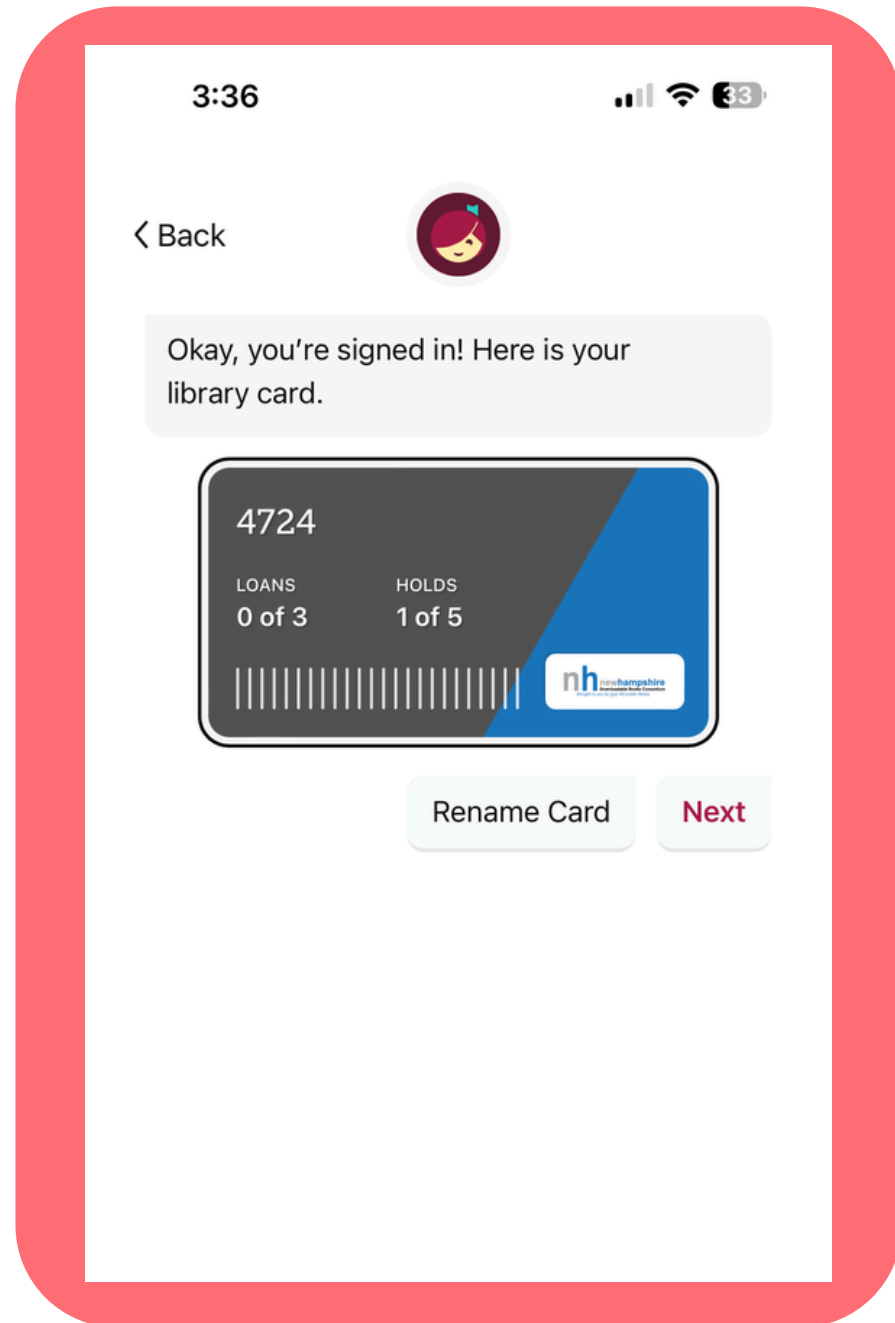 3:36
33
Back
Okay, you're signed in! Here is your
library card.
4724
LOANS HOLDS
0 of 3 1 of 5
nh newhampshire
Downloadable Books Consortium
Rename Card Next